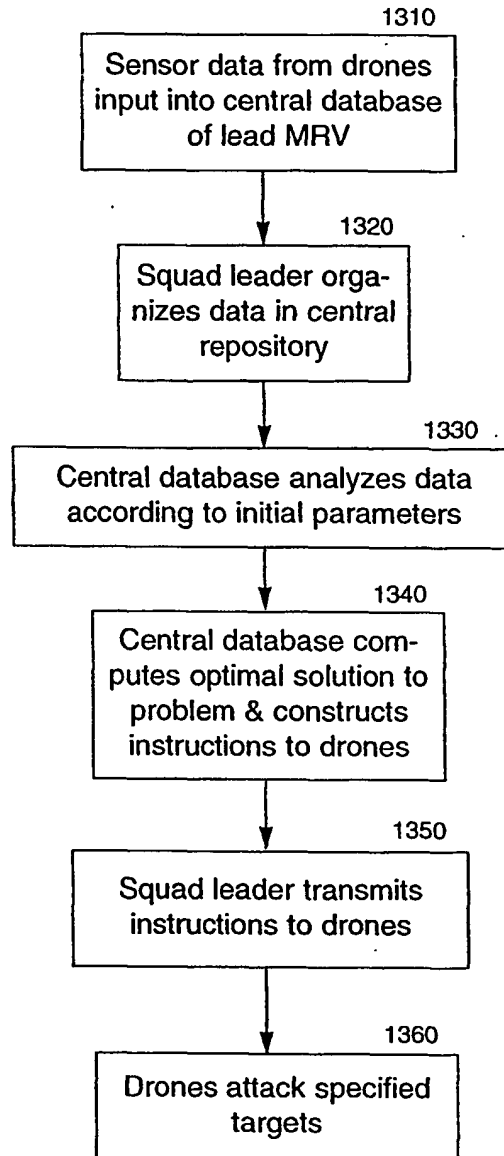 1310
Sensor data from drones
input into central database
of lead MRV
1320
Squad leader orga-
nizes data in central
repository
1330
Central database analyzes data
according to initial parameters
1340
Central database com-
putes optimal solution to
problem & constructs
instructions to drones
1350
Squad leader transmits
instructions to drones
1360
Drones attack specified
targets